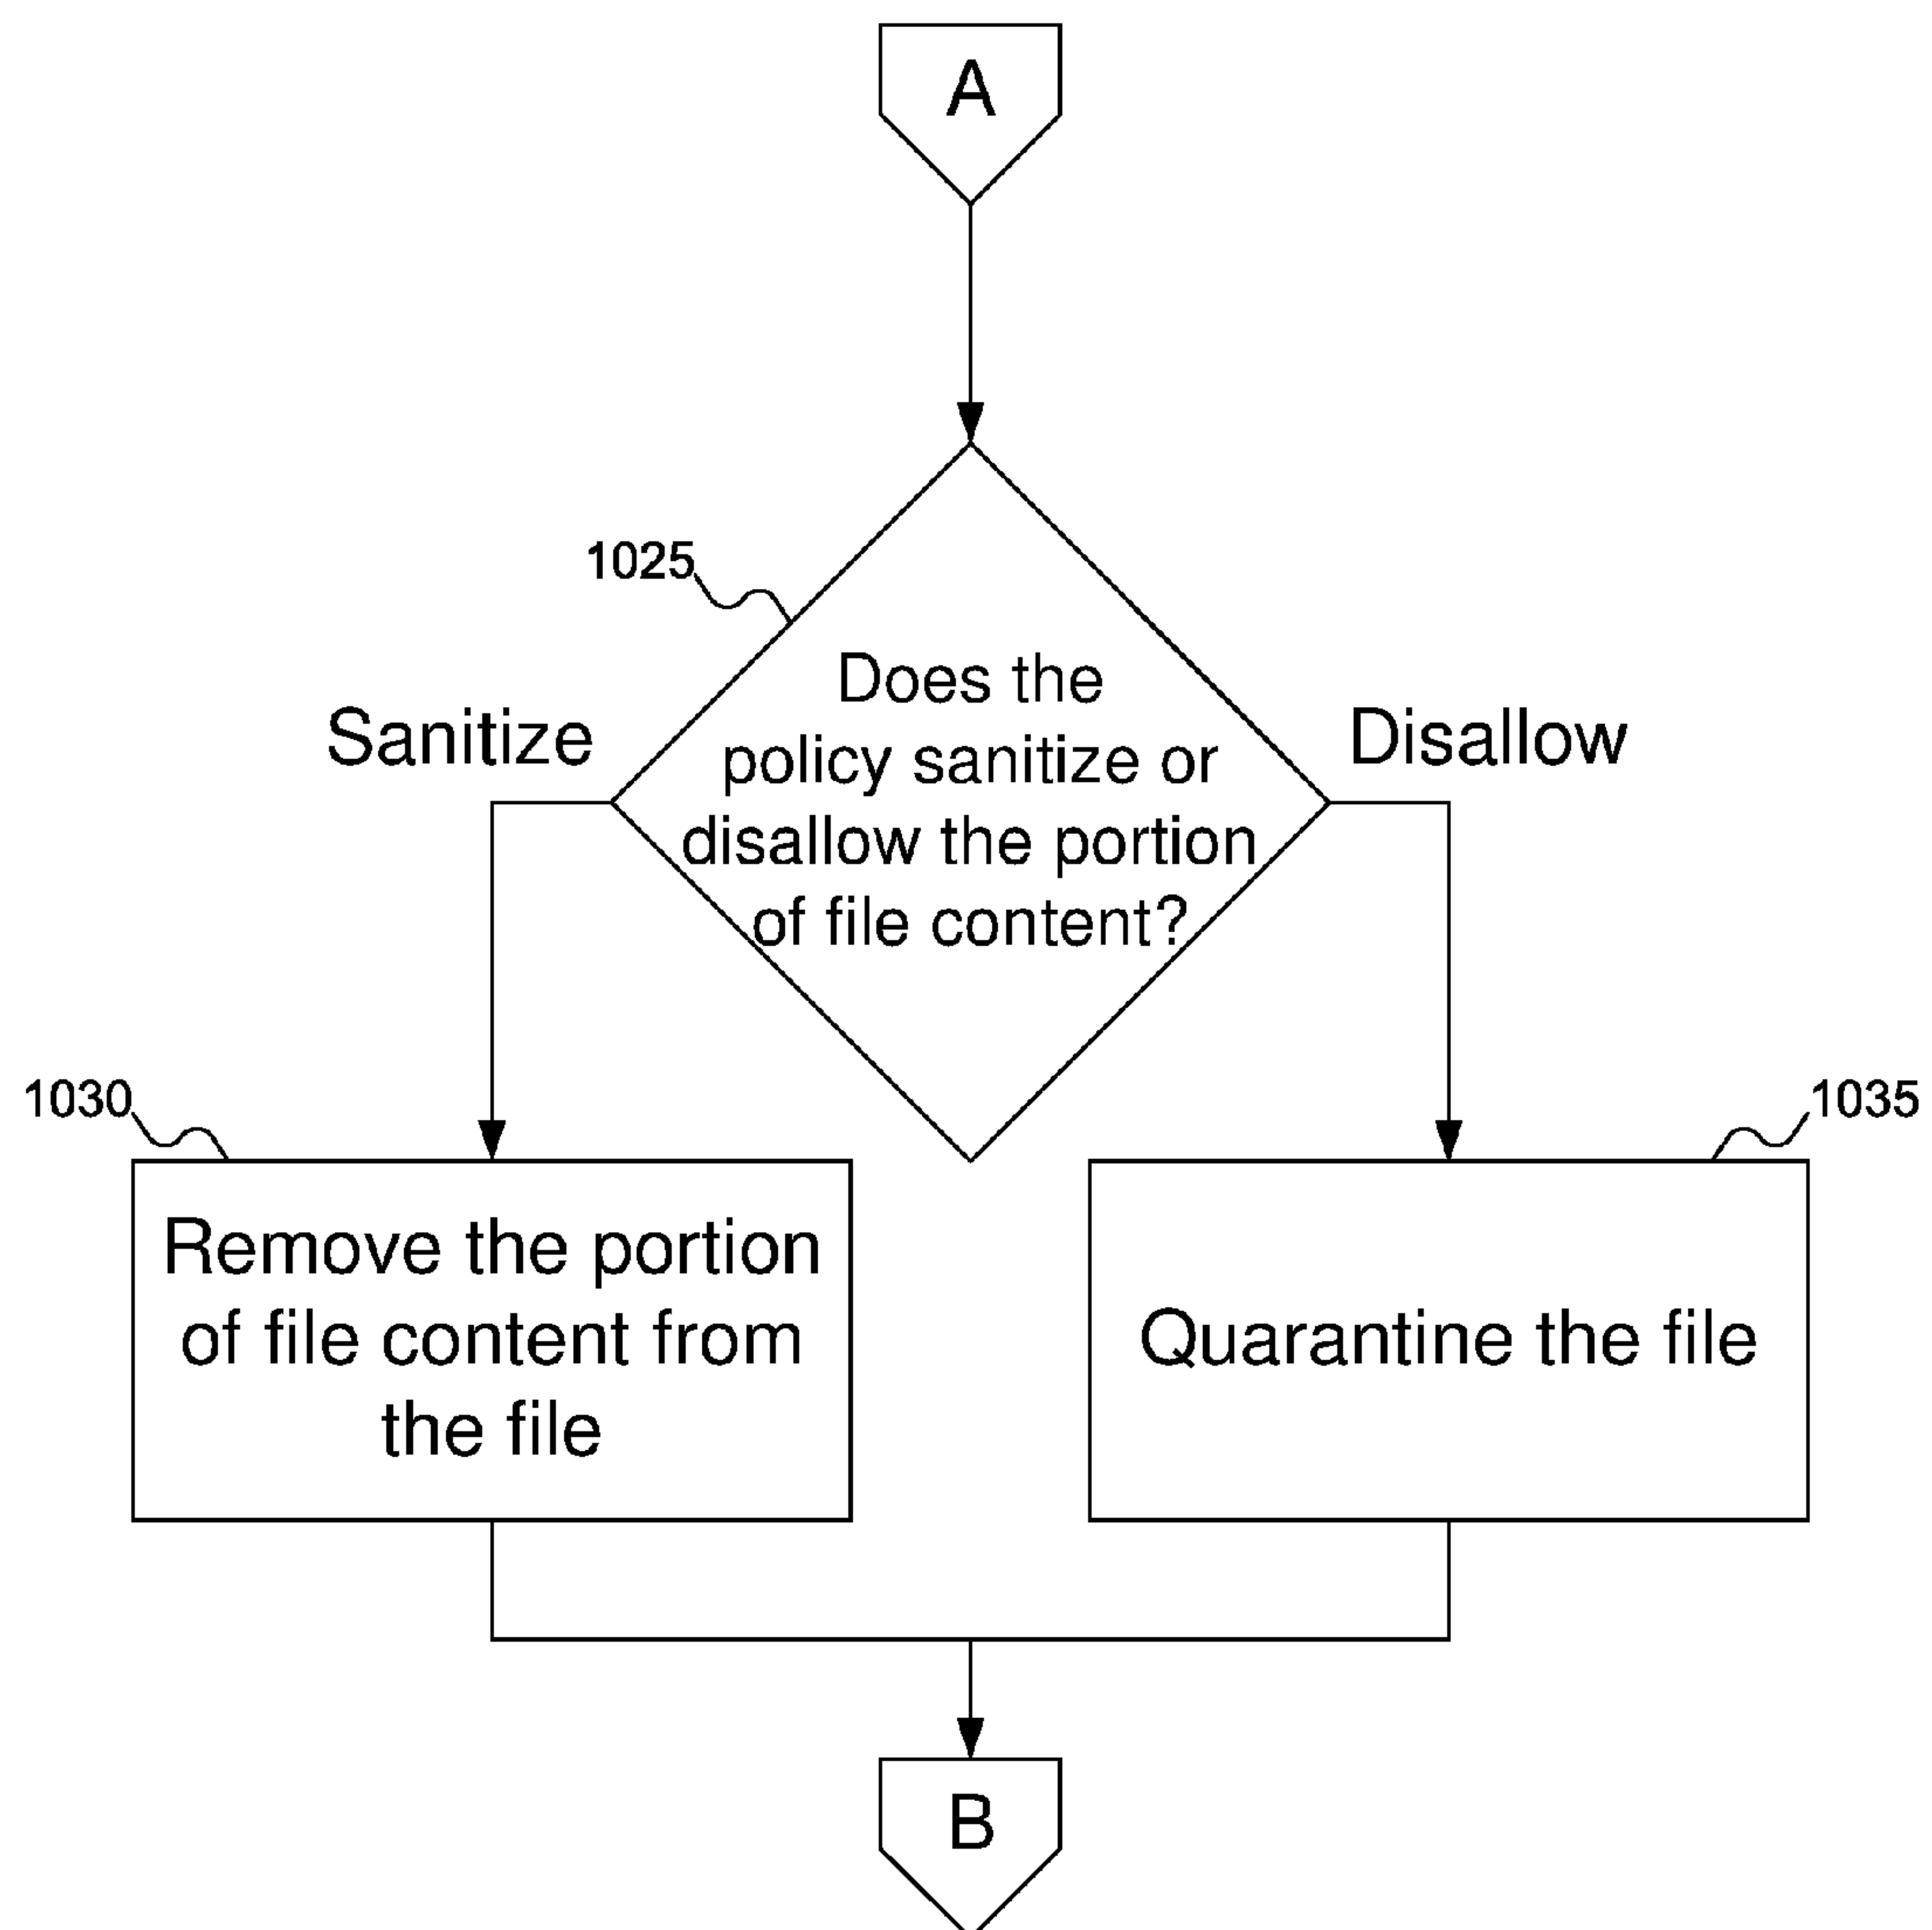 A
1025
Does the
policy sanitize or
disallow the portion
of file content?
Sanitize
Disallow
1030
1035
Remove the portion
of file content from
the file
Quarantine the file
B